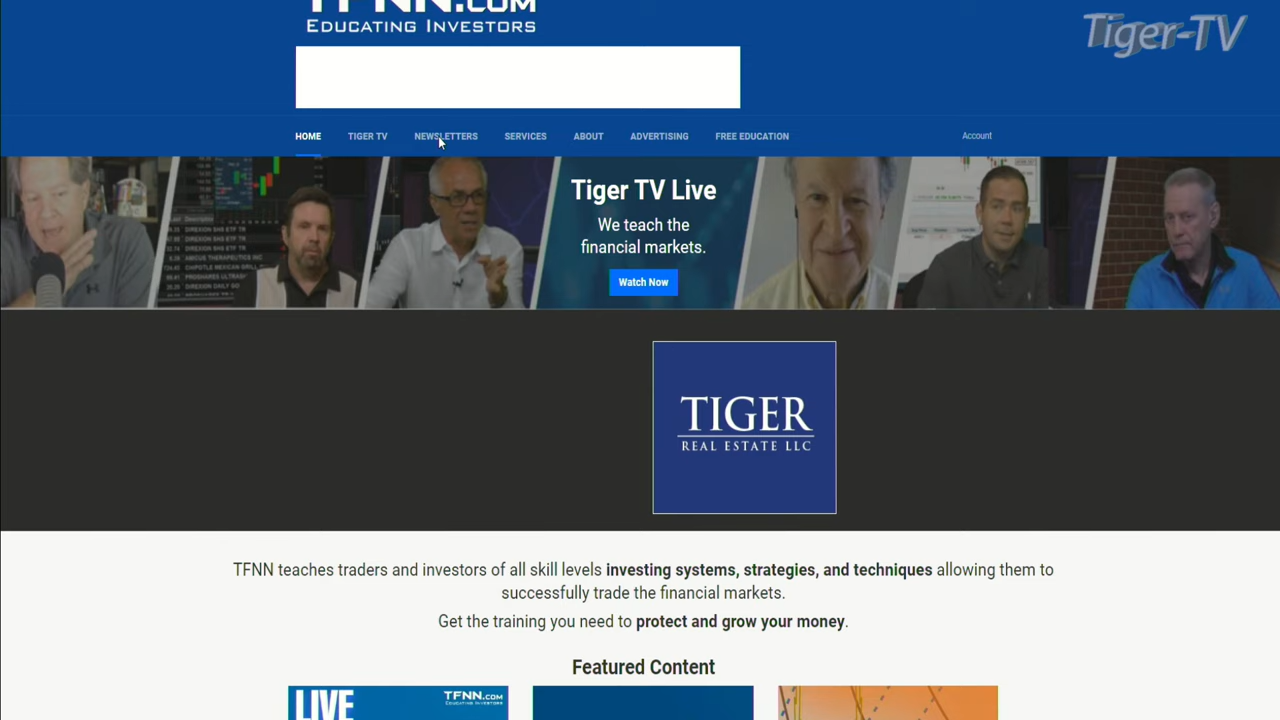 TFNN.COM
EDUCATING INVESTORS
Tiger-TV
HOME TIGER TV NEWSLETTERS SERVICES ABOUT ADVERTISING FREE EDUCATION Account
Tiger TV Live
We teach the
financial markets.
Watch Now
TIGER
REAL ESTATE LLC
TFNN teaches traders and investors of all skill levels investing systems, strategies, and techniques allowing them to
successfully trade the financial markets.
Get the training you need to protect and grow your money.
Featured Content
LIVE
TFNN.COM
EDUCATING INVESTORS